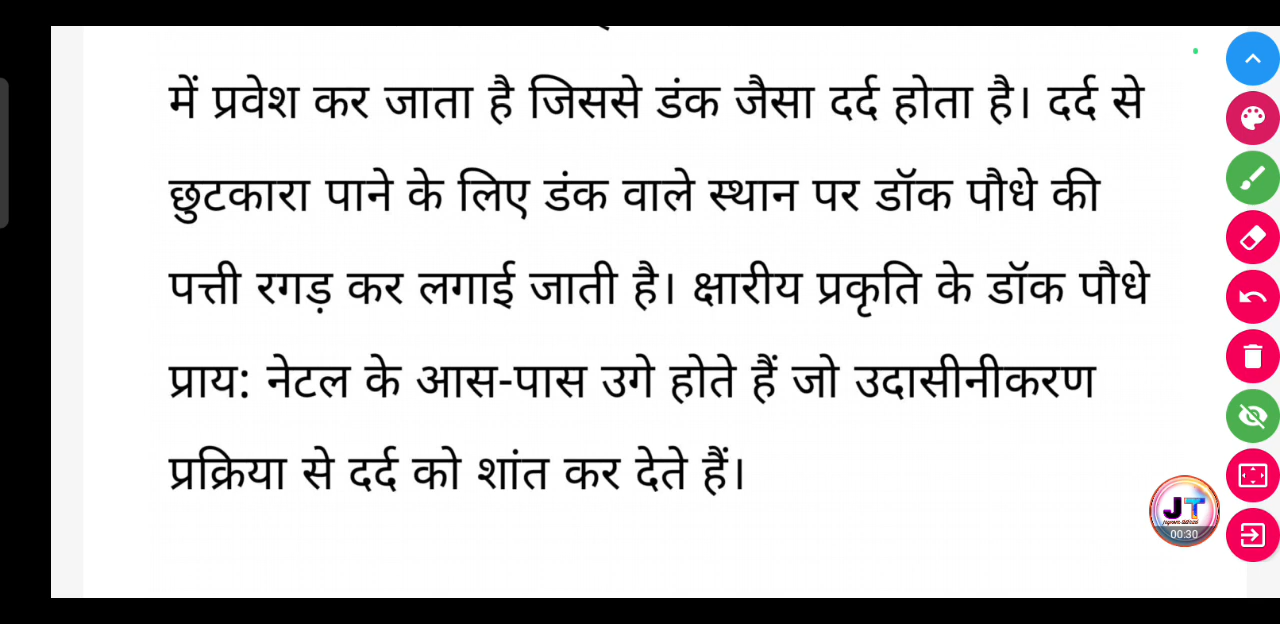 में प्रवेश कर जाता है जिससे डंक जैसा दर्द होता है। दर्द से
छुटकारा पाने के लिए डंक वाले स्थान पर डॉक पौधे की
पत्ती रगड़ कर लगाई जाती है। क्षारीय प्रकृति के डॉक पौधे
प्राय: नेटल के आस-पास उगे होते हैं जो उदासीनीकरण
प्रक्रिया से दर्द को शांत कर देते हैं।
JT
00:30